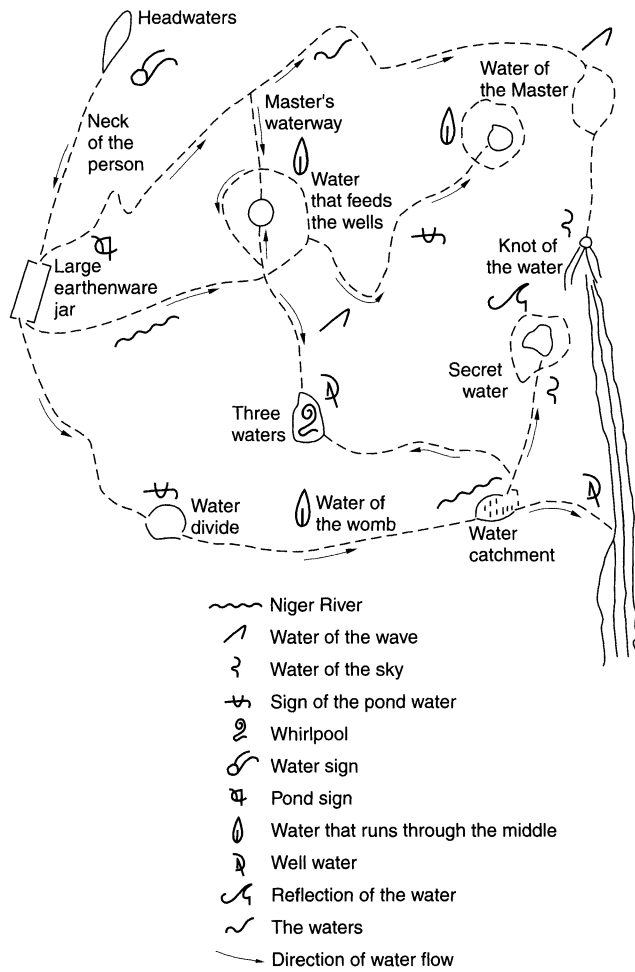 Headwaters
Neck
of the
person
Master's
waterway
Water of
the Master
Water
that feeds
the wells
Knot of
the water
Large
earthenware
jar
Secret
water
Three
waters
Water
divide
Water of
the womb
Water
catchment
Niger River
Water of the wave
Water of the sky
Sign of the pond water
Whirlpool
Water sign
Pond sign
Water that runs through the middle
Well water
Reflection of the water
The waters
Direction of water flow